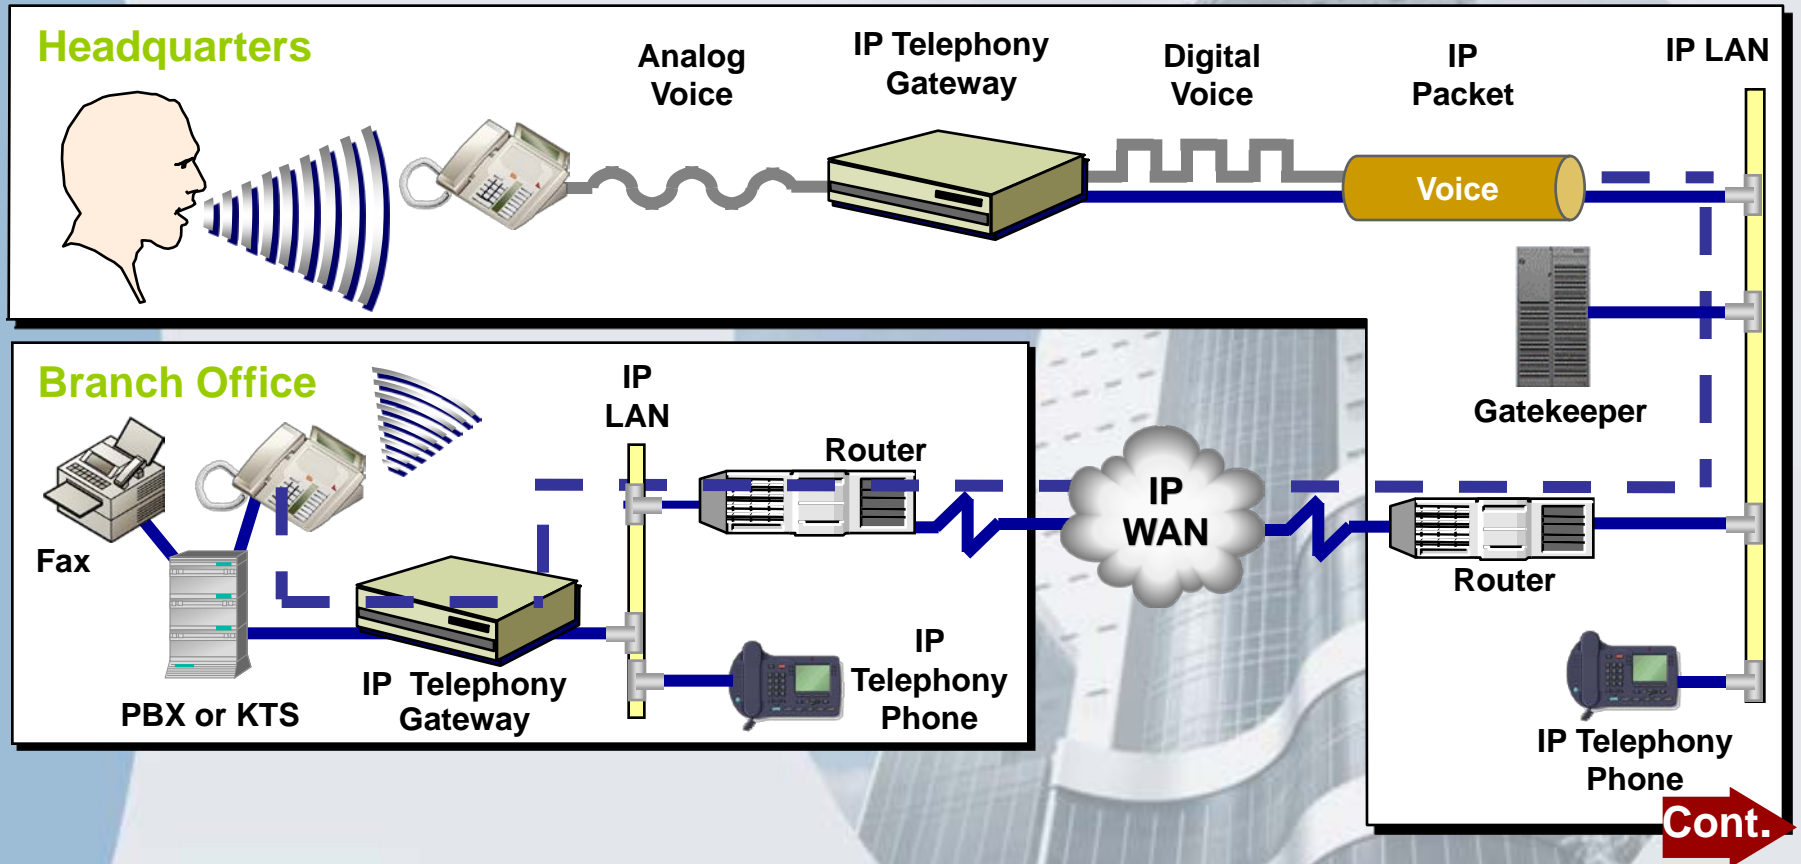 Headquarters
Analog
Voice
IP Telephony
Gateway
Digital
Voice
IP
Packet
IP LAN
Voice
Gatekeeper
Branch Office
IP
LAN
Router
Fax
IP
WAN
Router
PBX or KTS
IP Telephony
Gateway
IP
Telephony
Phone
IP Telephony
Phone
Cont.